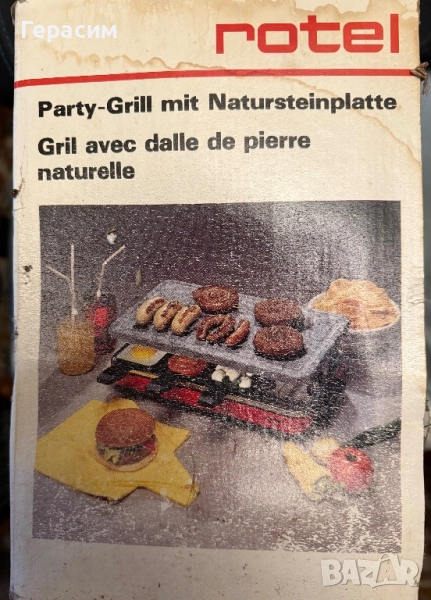 Герасим
rotel
Party-Grill mit Natursteinplatte
Gril avec dalle de pierre
naturelle
BAZAR